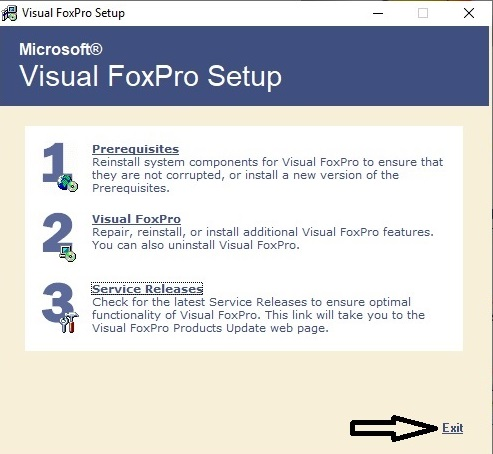 Visual FoxPro Setup
Microsoft®
Visual FoxPro Setup
1 Prerequisites
Reinstall system components for Visual FoxPro to ensure that
they are not corrupted, or install a new version of the
Prerequisites.
2 Visual FoxPro
Repair, reinstall, or install additional Visual FoxPro features.
You can also uninstall Visual FoxPro.
3 Service Releases
Check for the latest Service Releases to ensure optimal
functionality of Visual FoxPro. This link will take you to the
Visual FoxPro Products Update web page.
Exit